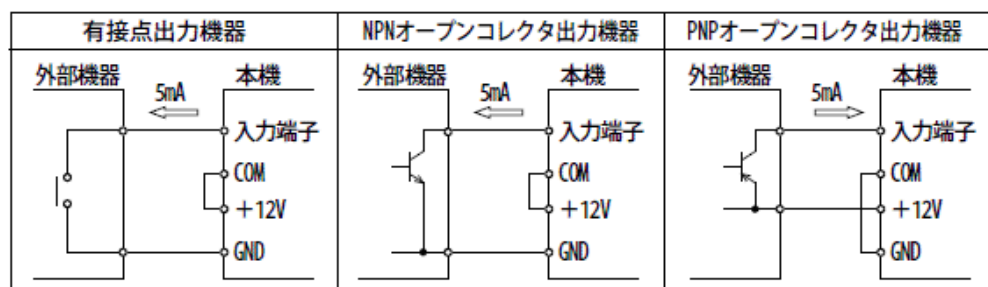 有接点出力機器
外部機器
本機
5mA
入力端子
COM
+12V
GND
NPNオープンコレクタ出力機器
外部機器
本機
5mA
入力端子
COM
+12V
GND
PNPオープンコレクタ出力機器
外部機器
本機
5mA
入力端子
COM
+12V
GND